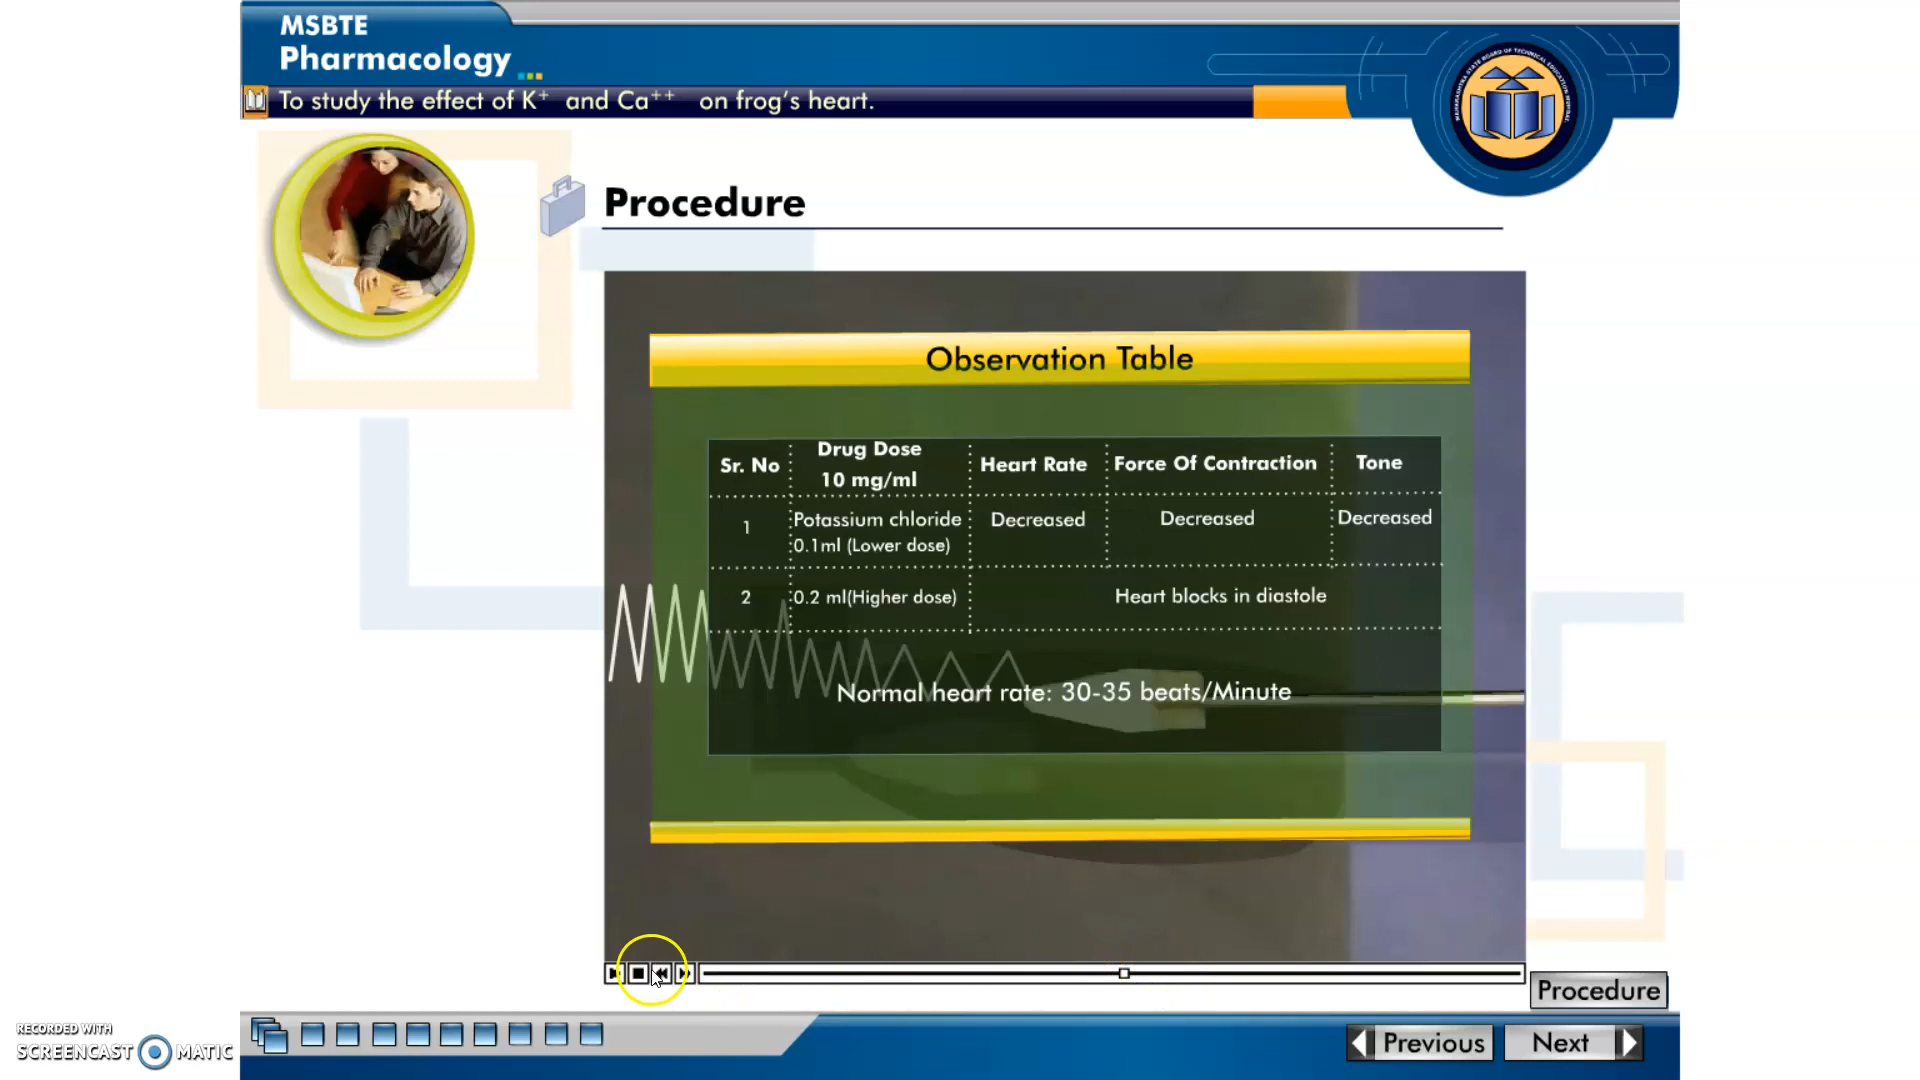 MSBTE
Pharmacology
To study the effect of K⁺ and Ca⁺⁺ on frog's heart.
Procedure
Observation Table
Sr. No Drug Dose 10 mg/ml Heart Rate Force Of Contraction Tone
1 Potassium chloride 0.1ml (Lower dose) Decreased Decreased Decreased
2 0.2 ml(Higher dose) Heart blocks in diastole
Normal heart rate: 30-35 beats/Minute
Procedure
Previous Next
RECORDED WITH
SCREENCAST MATIC